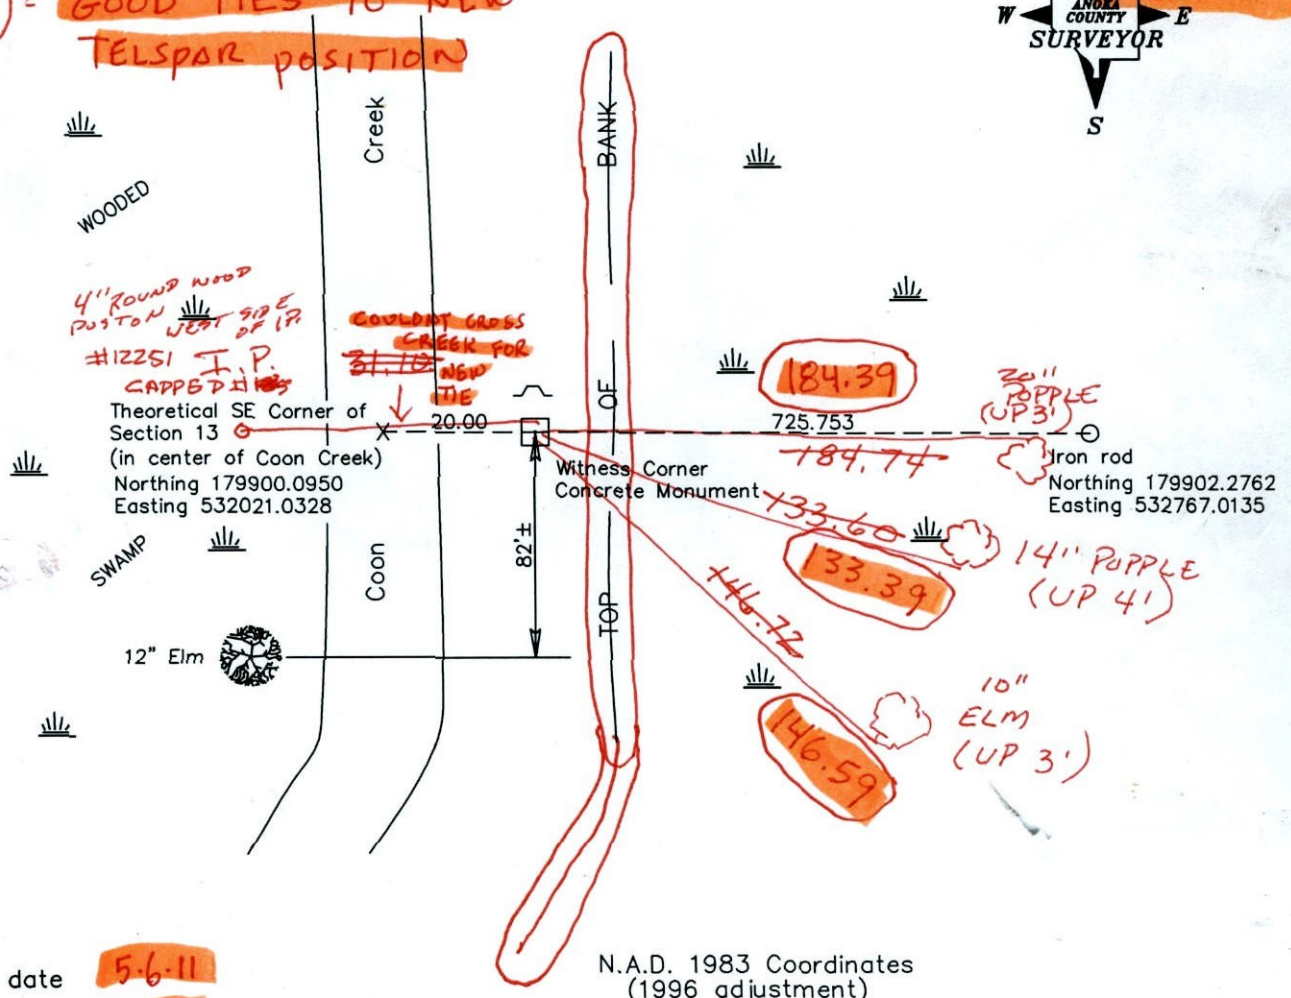 GOOD TIES TO NEW
TELSPAR POSITION
W
ANOKA
COUNTY
SURVEYOR
E
S
Creek
BANK
WOODED
4" ROUND WOOD
POST ON WEST SIDE
OF I.P.
#12251 I.P.
CAPPED
COULDN'T CROSS
CREEK FOR
31.10 NEW
TIE
184.39
20"
POPPLE
(UP 3')
Theoretical SE Corner of
Section 13
(in center of Coon Creek)
Northing 179900.0950
Easting 532021.0328
X
20.00
OF
725.753
184.74
Witness Corner
Concrete Monument
Iron rod
Northing 179902.2762
Easting 532767.0135
133.60
133.39
14" POPPLE
(UP 4')
SWAMP
Coon
82'±
TOP
146.72
12" Elm
146.59
10"
ELM
(UP 3')
date 5-6-11
N.A.D. 1983 Coordinates
(1996 adjustment)